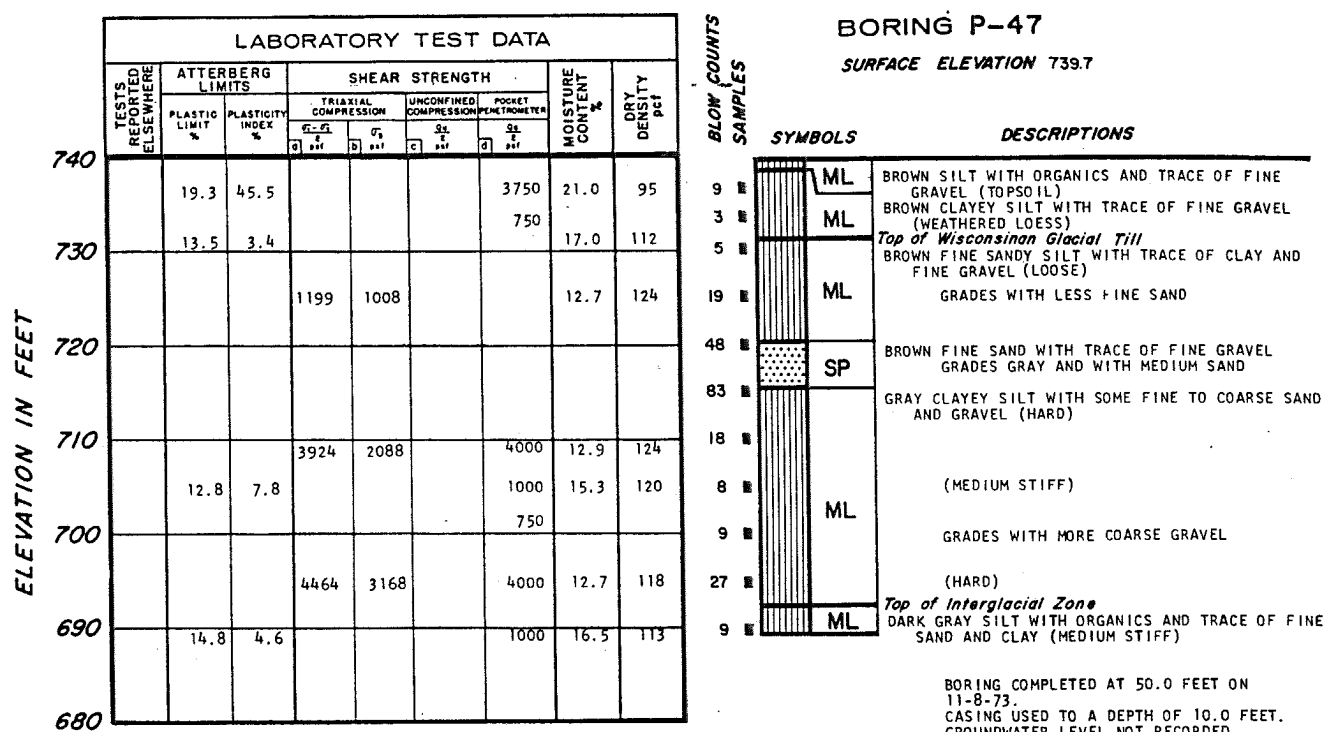 BORING P-47
SURFACE ELEVATION 739.7
LABORATORY TEST DATA
TESTS REPORTED ELSEWHERE
ATTERBERG LIMITS
SHEAR STRENGTH
MOISTURE CONTENT %
DRY DENSITY pcf
BLOW COUNTS
SAMPLES
PLASTIC LIMIT %
PLASTICITY INDEX %
TRIAXIAL COMPRESSION
UNCONFINED COMPRESSION
POCKET PENETROMETER
a psf
b psf
c psf
d psf
SYMBOLS
DESCRIPTIONS
ELEVATION IN FEET
740
19.3 45.5 3750 21.0 95
750
13.5 3.4 17.0 112
730
1199 1008 12.7 124
720
710
3924 2088 4000 12.9 124
12.8 7.8 1000 15.3 120
750
700
4464 3168 4000 12.7 118
690
14.8 4.6 1000 16.5 113
680
9
3
5
19
48
83
18
8
9
27
9
ML
BROWN SILT WITH ORGANICS AND TRACE OF FINE
GRAVEL (TOPSOIL)
ML
BROWN CLAYEY SILT WITH TRACE OF FINE GRAVEL
(WEATHERED LOESS)
Top of Wisconsinan Glacial Till
BROWN FINE SANDY SILT WITH TRACE OF CLAY AND
FINE GRAVEL (LOOSE)
ML
GRADES WITH LESS FINE SAND
SP
BROWN FINE SAND WITH TRACE OF FINE GRAVEL
GRADES GRAY AND WITH MEDIUM SAND
GRAY CLAYEY SILT WITH SOME FINE TO COARSE SAND
AND GRAVEL (HARD)
(MEDIUM STIFF)
ML
GRADES WITH MORE COARSE GRAVEL
(HARD)
Top of Interglacial Zone
ML
DARK GRAY SILT WITH ORGANICS AND TRACE OF FINE
SAND AND CLAY (MEDIUM STIFF)
BORING COMPLETED AT 50.0 FEET ON
11-8-73.
CASING USED TO A DEPTH OF 10.0 FEET.
GROUNDWATER LEVEL NOT RECORDED